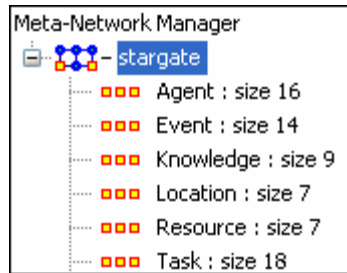 Meta-Network Manager
stargate
Agent : size 16
Event : size 14
Knowledge : size 9
Location : size 7
Resource : size 7
Task : size 18